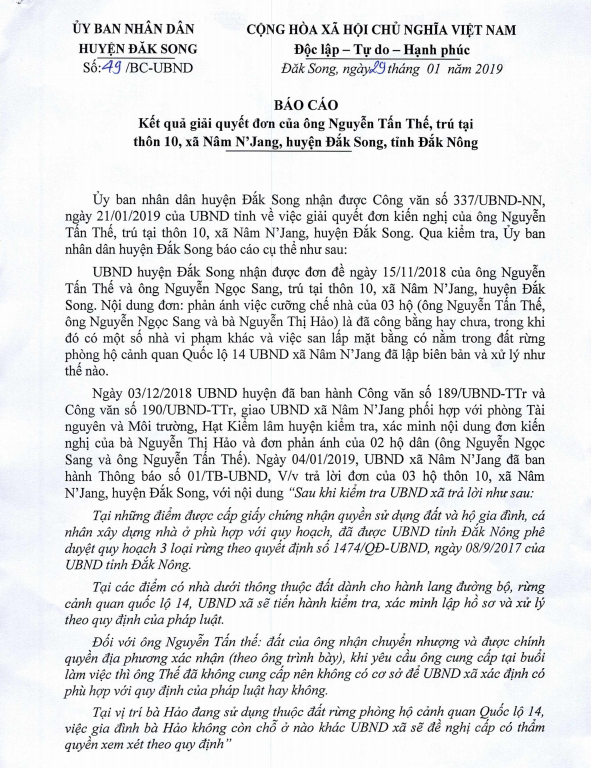 ỦY BAN NHÂN DÂN
HUYỆN ĐĂK SONG
Số:49/BC-UBND
CỘNG HÒA XÃ HỘI CHỦ NGHĨA VIỆT NAM
Độc lập – Tự do – Hạnh phúc
Đăk Song, ngày29tháng 01 năm 2019
BÁO CÁO
Kết quả giải quyết đơn của ông Nguyễn Tấn Thế, trú tại
thôn 10, xã Nâm N’Jang, huyện Đắk Song, tỉnh Đắk Nông
Ủy ban nhân dân huyện Đắk Song nhận được Công văn số 337/UBND-NN,
ngày 21/01/2019 của UBND tỉnh về việc giải quyết đơn kiến nghị của ông Nguyễn
Tấn Thế, trú tại thôn 10, xã Nâm N’Jang, huyện Đắk Song. Qua kiểm tra, Ủy ban
nhân dân huyện Đắk Song báo cáo cụ thể như sau:
UBND huyện Đắk Song nhận được đơn đề ngày 15/11/2018 của ông Nguyễn
Tấn Thế và ông Nguyễn Ngọc Sang, trú tại thôn 10, xã Nâm N’Jang, huyện Đắk
Song. Nội dung đơn: phản ánh việc cưỡng chế nhà của 03 hộ (ông Nguyễn Tấn Thế,
ông Nguyễn Ngọc Sang và bà Nguyễn Thị Hảo) là đã công bằng hay chưa, trong khi
đó có một số nhà vi phạm khác và việc san lấp mặt bằng có nằm trong đất rừng
phòng hộ cảnh quan Quốc lộ 14 UBND xã Nâm N’Jang đã lập biên bản và xử lý như
thế nào.
Ngày 03/12/2018 UBND huyện đã ban hành Công văn số 189/UBND-TTr và
Công văn số 190/UBND-TTr, giao UBND xã Nâm N’Jang phối hợp với phòng Tài
nguyên và Môi trường, Hạt Kiểm lâm huyện kiểm tra, xác minh nội dung đơn kiến
nghị của bà Nguyễn Thị Hảo và đơn phản ánh của 02 hộ dân (ông Nguyễn Ngọc
Sang và ông Nguyễn Tấn Thế). Ngày 04/01/2019, UBND xã Nâm N’Jang đã ban
hành Thông báo số 01/TB-UBND, V/v trả lời đơn của 03 hộ thôn 10, xã Nâm
N’Jang, huyện Đắk Song, với nội dung “Sau khi kiểm tra UBND xã trả lời như sau:
Tại những điểm được cấp giấy chứng nhận quyền sử dụng đất và hộ gia đình, cá
nhân xây dựng nhà ở phù hợp với quy hoạch, đã được UBND tỉnh Đắk Nông phê
duyệt quy hoạch 3 loại rừng theo quyết định số 1474/QĐ-UBND, ngày 08/9/2017 của
UBND tỉnh Đắk Nông.
Tại các điểm có nhà dưới thông thuộc đất dành cho hành lang đường bộ, rừng
cảnh quan quốc lộ 14, UBND xã sẽ tiến hành kiểm tra, xác minh lập hồ sơ và xử lý
theo quy định của pháp luật.
Đối với ông Nguyễn Tấn thế: đất của ông nhận chuyển nhượng và được chính
quyền địa phương xác nhận (theo ông trình bày), khi yêu cầu ông cung cấp tại buổi
làm việc thì ông Thế đã không cung cấp nên không có cơ sở để UBND xã xác định có
phù hợp với quy định của pháp luật hay không.
Tại vị trí bà Hảo đang sử dụng thuộc đất rừng phòng hộ cảnh quan Quốc lộ 14,
việc gia đình bà Hảo không còn chỗ ở nào khác UBND xã sẽ đề nghị cấp có thẩm
quyền xem xét theo quy định”